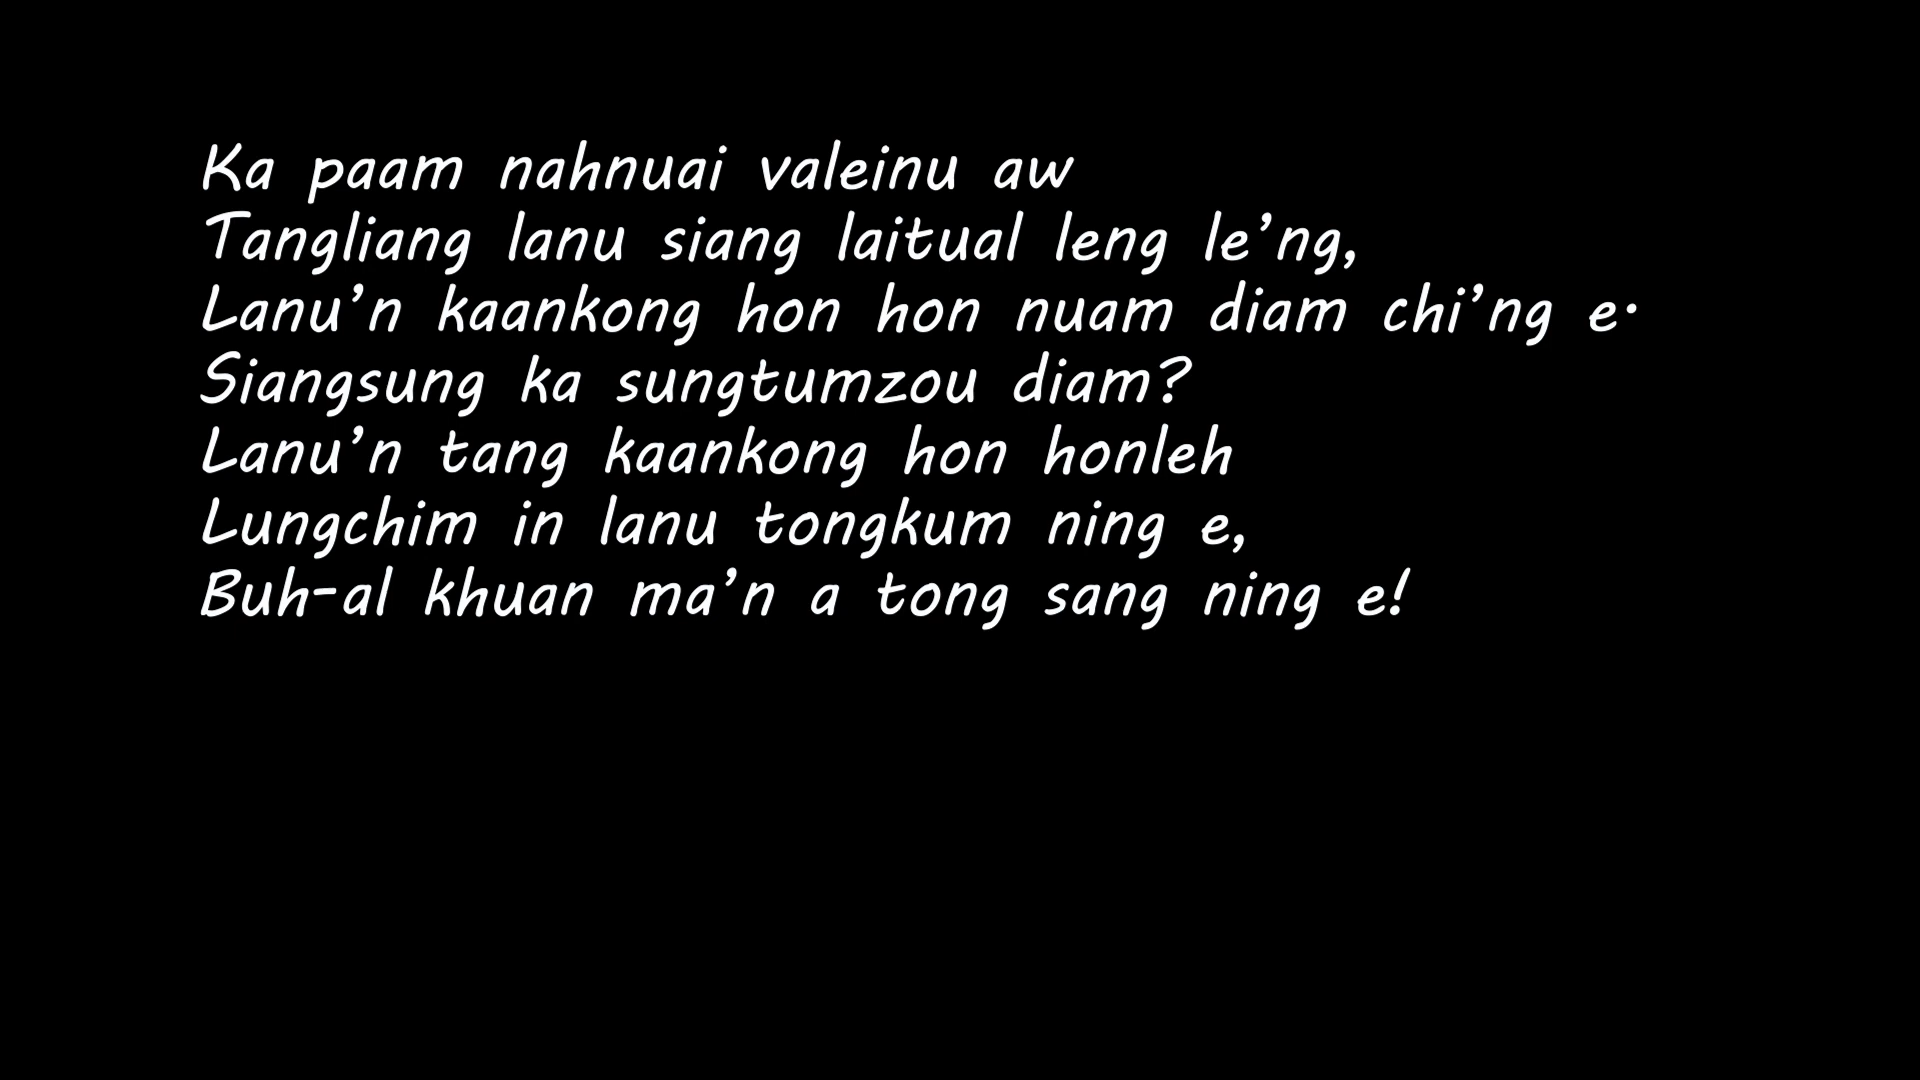 Ka paam nahnuai valeinu aw
Tangliang lanu siang laitual leng le’ng,
Lanu’n kaankong hon hon nuam diam chi’ng e.
Siangsung ka sungtumzou diam?
Lanu’n tang kaankong hon honleh
Lungchim in lanu tongkum ning e,
Buh-al khuan ma’n a tong sang ning e!